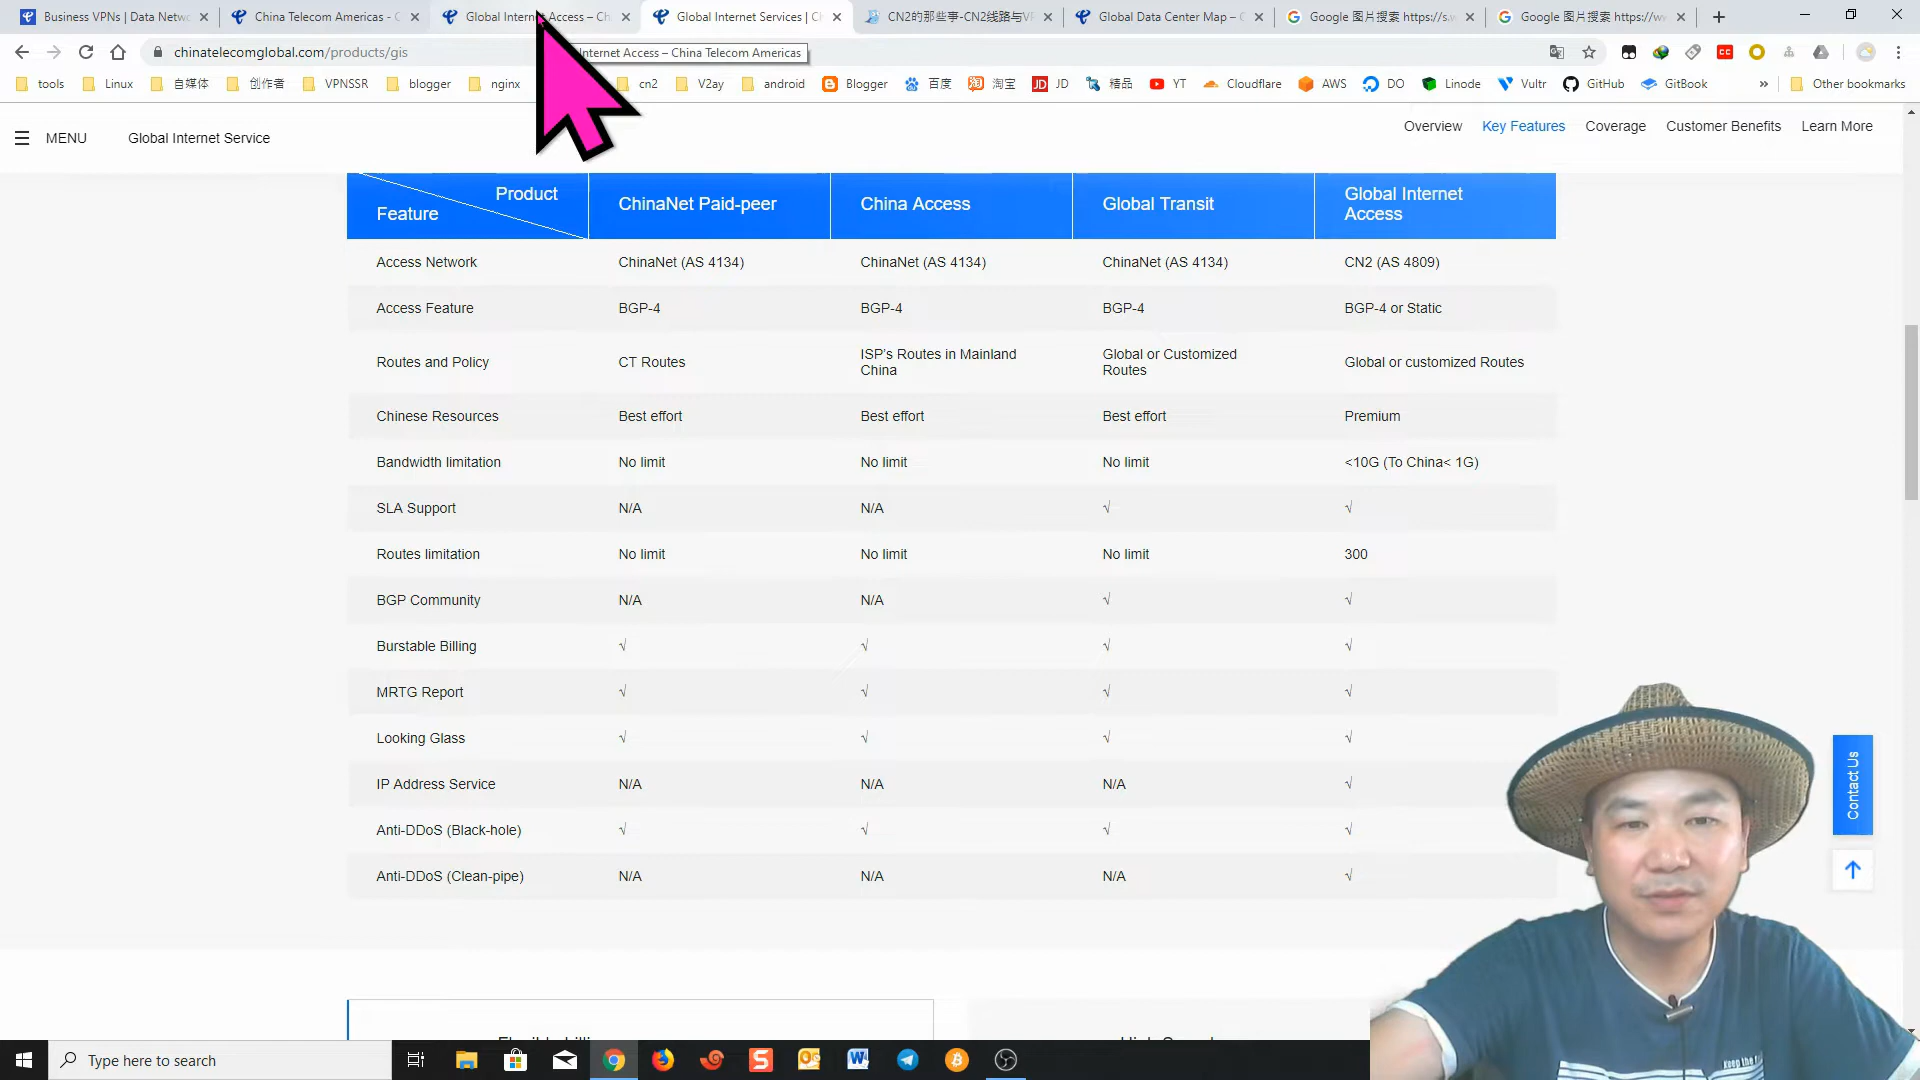 Business VPNs | Data Netw
China Telecom Americas - C
Global Intern Access – Ch
Global Internet Services | C
CN2的那些事-CN2线路与VP
Global Data Center Map – C
Google 图片搜索 https://s.w
Google 图片搜索 https://ww
chinatelecomglobal.com/products/gis
Internet Access – China Telecom Americas
tools
Linux
自媒体
创作者
VPNSSR
blogger
nginx
cn2
V2ay
android
Blogger
百度
淘宝
JD JD
精品
YT
Cloudflare
AWS
DO
Linode
Vultr
GitHub
GitBook
»
Other bookmarks
MENU
Global Internet Service
Overview
Key Features
Coverage
Customer Benefits
Learn More
Product
Feature
ChinaNet Paid-peer
China Access
Global Transit
Global Internet
Access
Access Network ChinaNet (AS 4134) ChinaNet (AS 4134) ChinaNet (AS 4134) CN2 (AS 4809)
Access Feature BGP-4 BGP-4 BGP-4 BGP-4 or Static
Routes and Policy CT Routes
ISP's Routes in Mainland
China
Global or Customized
Routes
Global or customized Routes
Chinese Resources Best effort Best effort Best effort Premium
Bandwidth limitation No limit No limit No limit <10G (To China< 1G)
SLA Support N/A N/A √ √
Routes limitation No limit No limit No limit 300
BGP Community N/A N/A √ √
Burstable Billing √ √ √ √
MRTG Report √ √ √ √
Looking Glass √ √ √ √
IP Address Service N/A N/A N/A √
Anti-DDoS (Black-hole) √ √ √ √
Anti-DDoS (Clean-pipe) N/A N/A N/A √
Contact Us
Type here to search